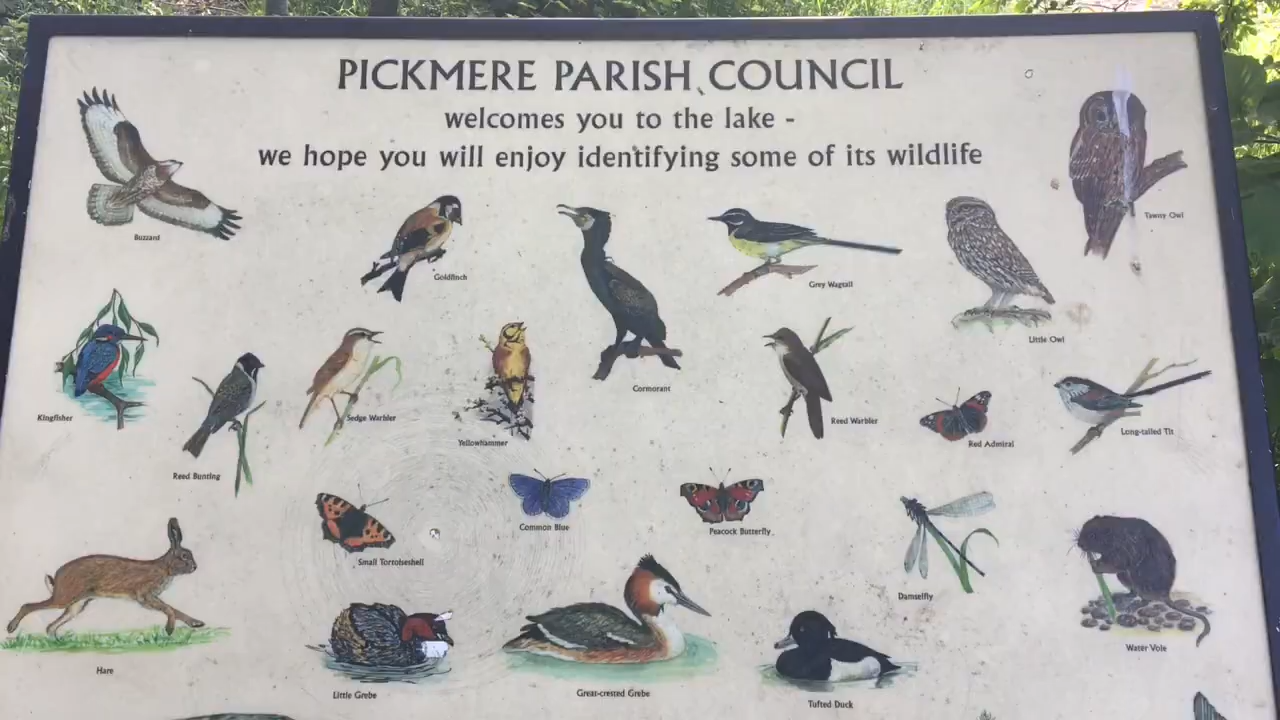 PICKMERE PARISH COUNCIL
welcomes you to the lake -
we hope you will enjoy identifying some of its wildlife
Buzzard
Goldfinch
Grey Wagtail
Tawny Owl
Little Owl
Kingfisher
Reed Bunting
Sedge Warbler
Yellowhammer
Cormorant
Reed Warbler
Red Admiral
Long-tailed Tit
Small Tortoiseshell
Common Blue
Peacock Butterfly
Damselfly
Water Vole
Hare
Little Grebe
Great-crested Grebe
Tufted Duck